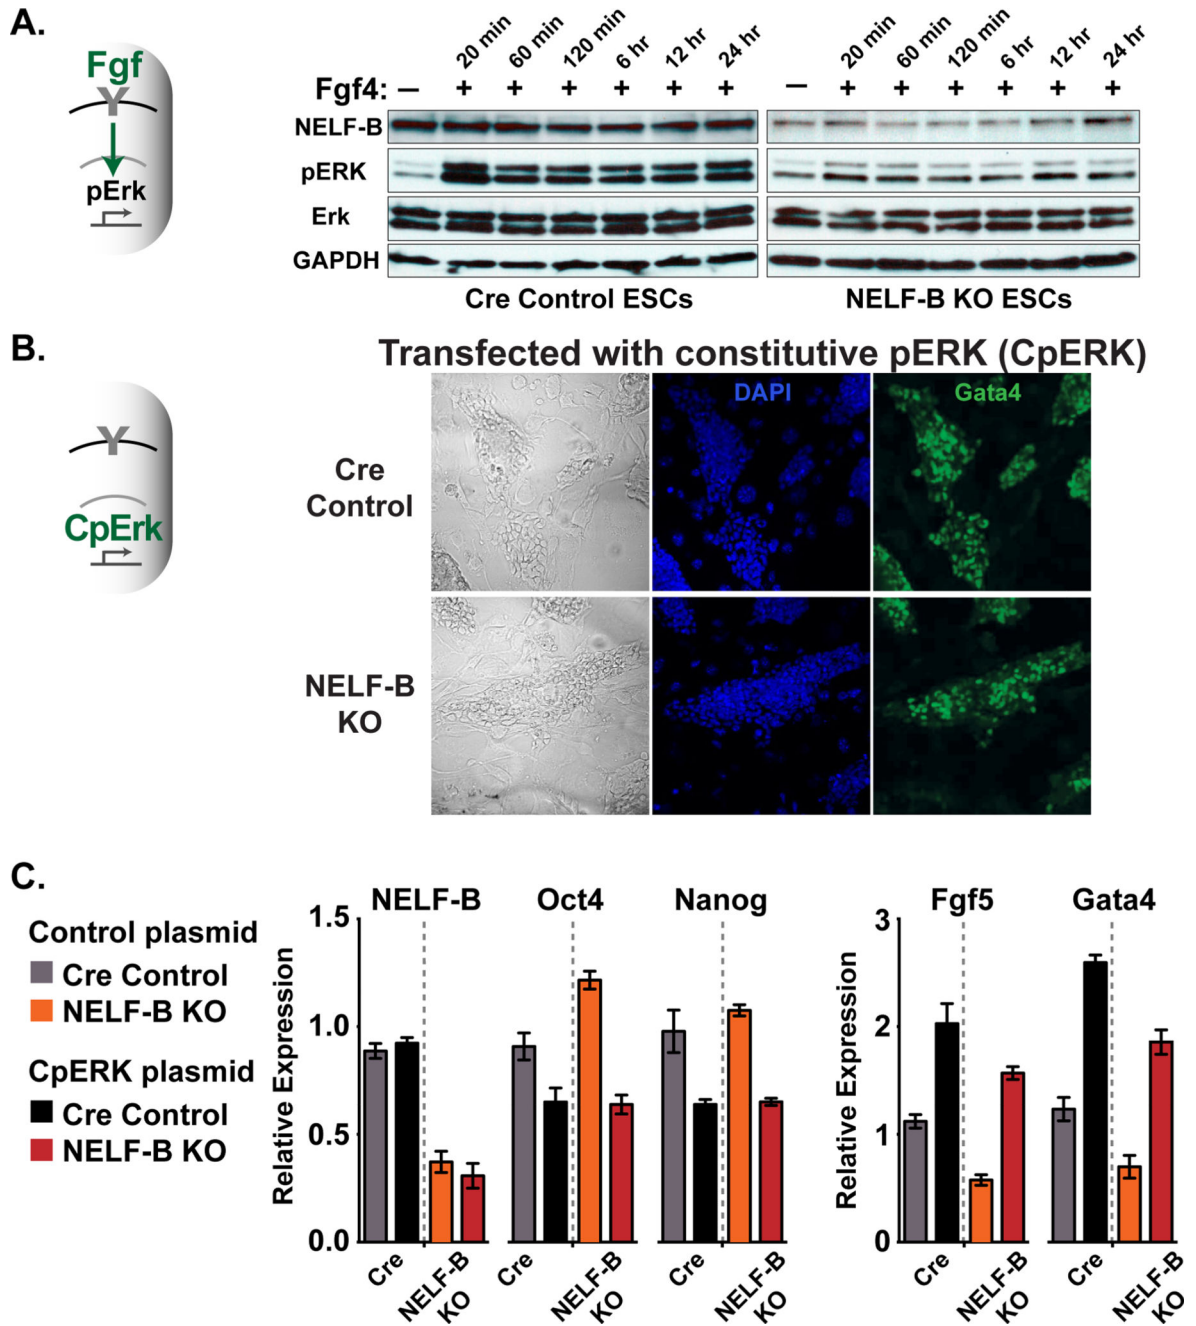 A.
Fgf
pErk
20 min 60 min 120 min 6 hr 12 hr 24 hr 20 min 60 min 120 min 6 hr 12 hr 24 hr
Fgf4: — + + + + + + — + + + + + +
NELF-B
pERK
Erk
GAPDH
Cre Control ESCs NELF-B KO ESCs
B.
Transfected with constitutive pERK (CpERK)
CpErk
DAPI Gata4
Cre
Control
NELF-B
KO
C.
Control plasmid
Cre Control
NELF-B KO
CpERK plasmid
Cre Control
NELF-B KO
NELF-B Oct4 Nanog
Relative Expression
1.5
1.0
0.5
0.0
Cre NELF-B KO Cre NELF-B KO Cre NELF-B KO
Fgf5 Gata4
Relative Expression
3
2
1
0
Cre NELF-B KO Cre NELF-B KO